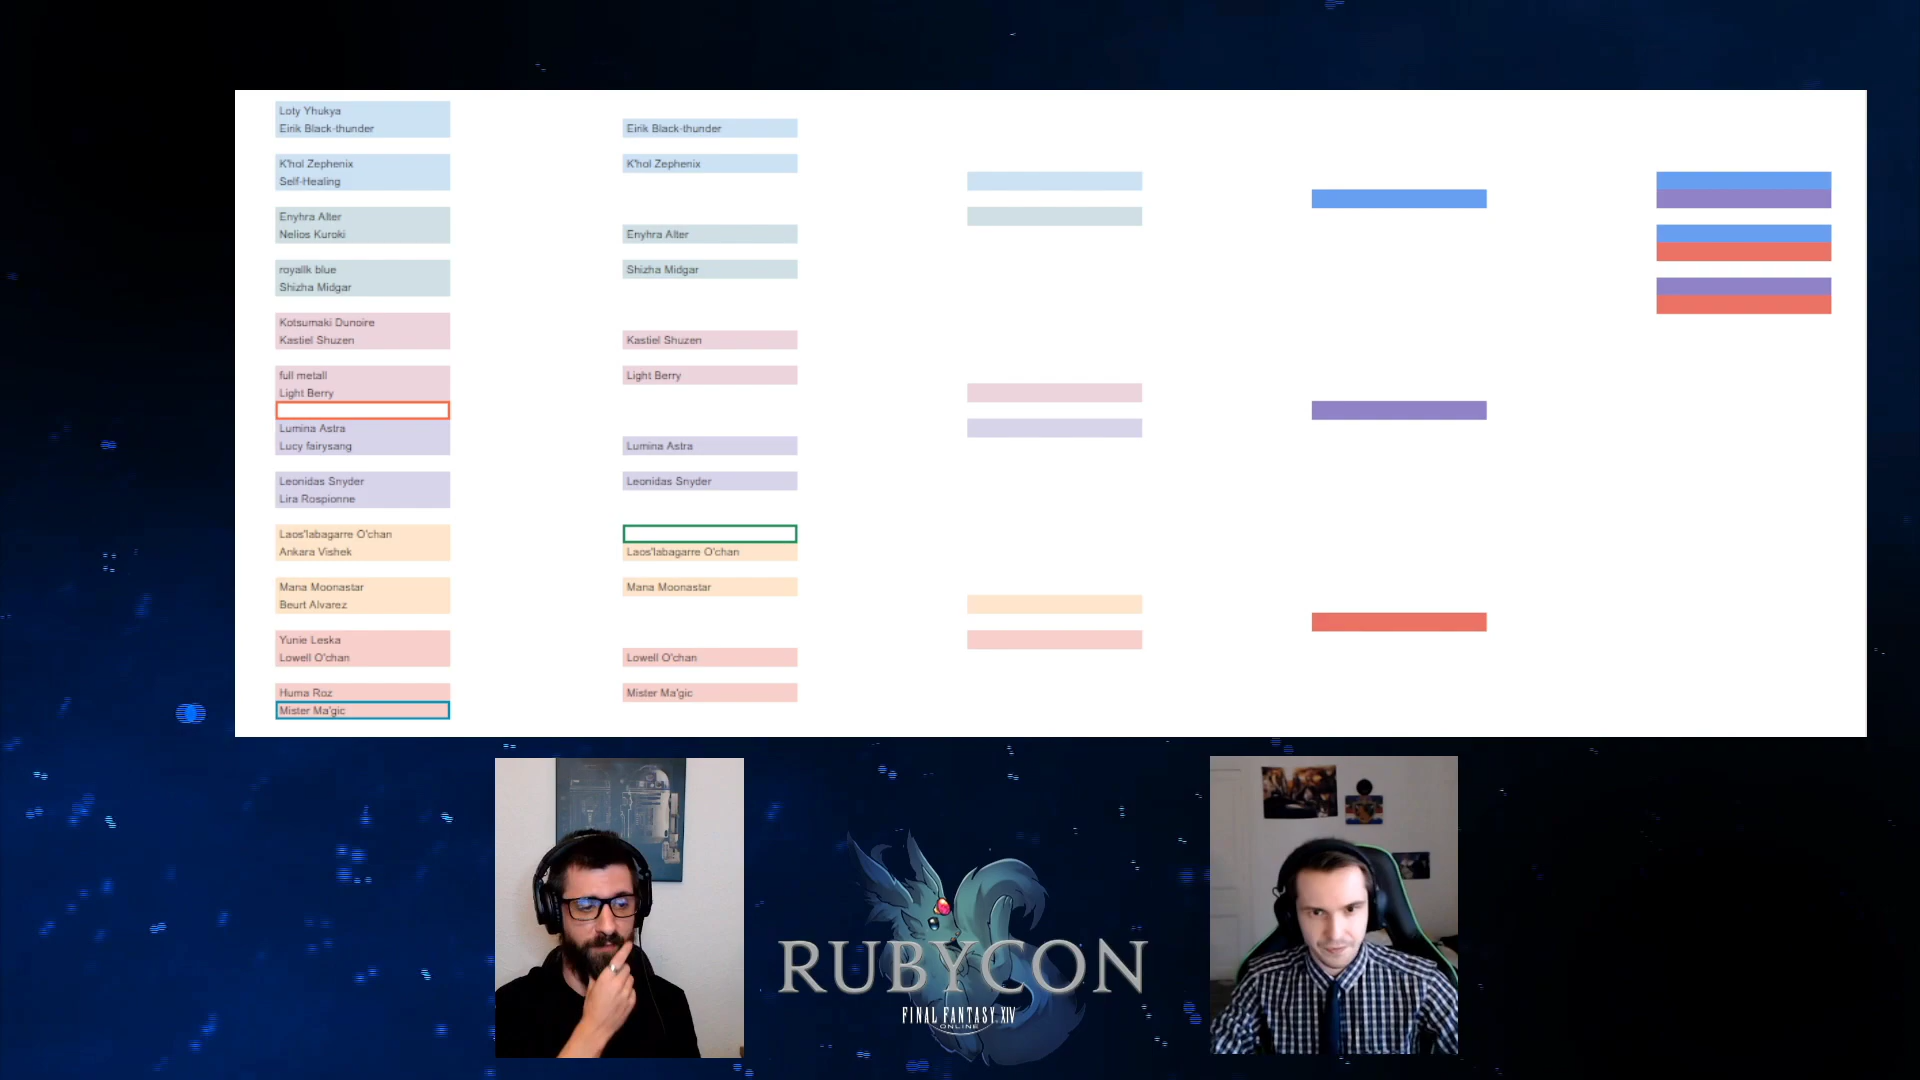 Loty Yhukya
Eirik Black-thunder
K'hol Zephenix
Self-Healing
Enyhra Alter
Nelios Kuroki
royallk blue
Shizha Midgar
Kotsumaki Dunoire
Kastiel Shuzen
full metall
Light Berry
Lumina Astra
Lucy fairysang
Leonidas Snyder
Lira Rospionne
Laos'labagarre O'chan
Ankara Vishek
Mana Moonastar
Beurt Alvarez
Yunie Leska
Lowell O'chan
Huma Roz
Mister Ma'gic
Eirik Black-thunder
K'hol Zephenix
Enyhra Alter
Shizha Midgar
Kastiel Shuzen
Light Berry
Lumina Astra
Leonidas Snyder
Laos'labagarre O'chan
Mana Moonastar
Lowell O'chan
Mister Ma'gic
RUBYCON
FINAL FANTASY XIV
ONLINE